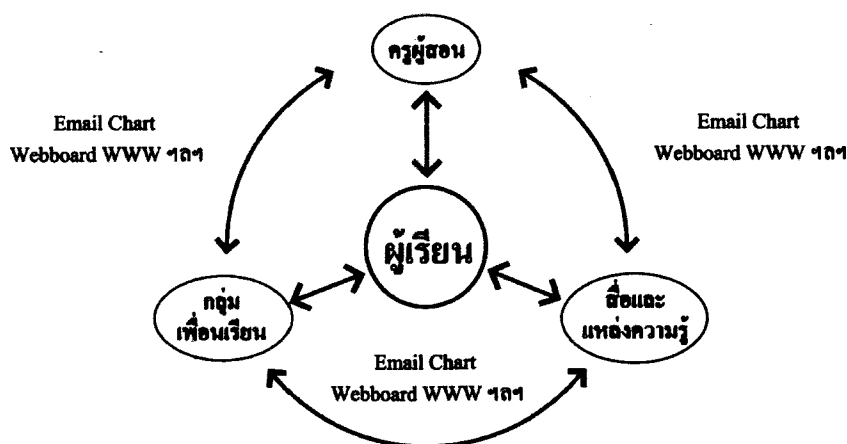 ครูผู้สอน
Email Chart
Webboard WWW ฯลฯ
Email Chart
Webboard WWW ฯลฯ
ผู้เรียน
กลุ่ม
เพื่อนเรียน
สื่อและ
แหล่งความรู้
Email Chart
Webboard WWW ฯลฯ